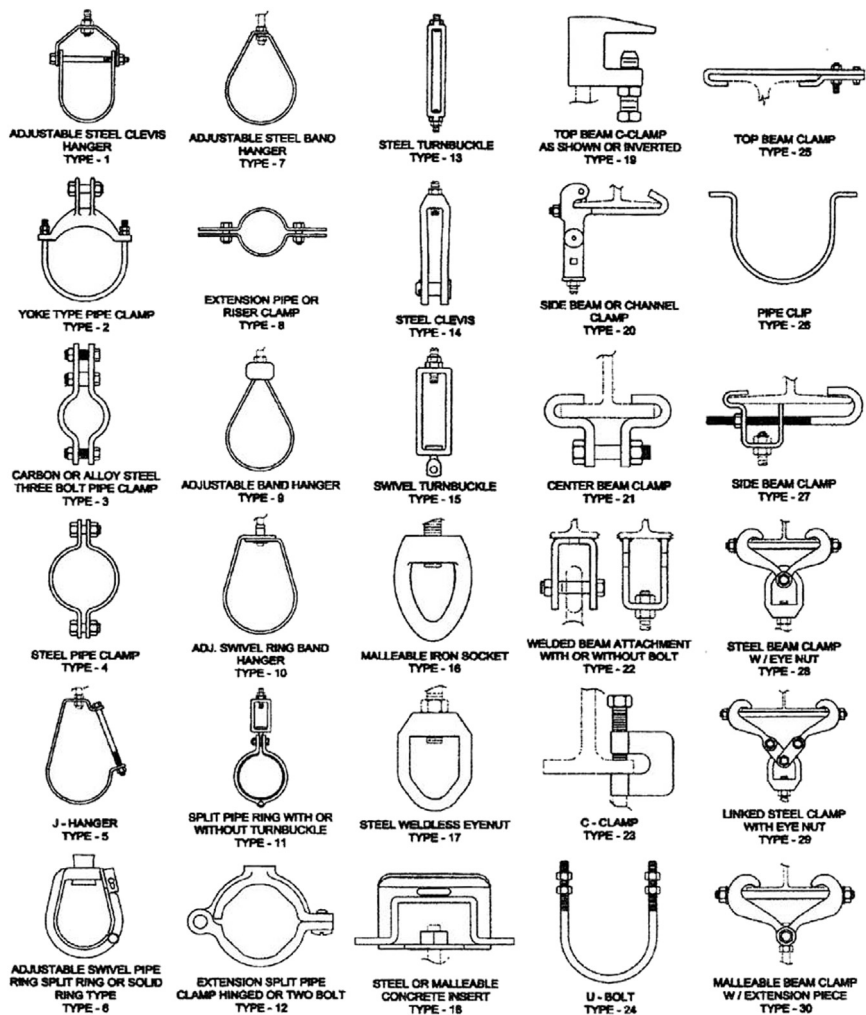 ADJUSTABLE STEEL CLEVIS
HANGER
TYPE - 1
ADJUSTABLE STEEL BAND
HANGER
TYPE - 7
STEEL TURNBUCKLE
TYPE - 13
TOP BEAM C-CLAMP
AS SHOWN OR INVERTED
TYPE - 19
TOP BEAM CLAMP
TYPE - 25
YOKE TYPE PIPE CLAMP
TYPE - 2
EXTENSION PIPE OR
RISER CLAMP
TYPE - 8
STEEL CLEVIS
TYPE - 14
SIDE BEAM OR CHANNEL
CLAMP
TYPE - 20
PIPE CLIP
TYPE - 26
CARBON OR ALLOY STEEL
THREE BOLT PIPE CLAMP
TYPE - 3
ADJUSTABLE BAND HANGER
TYPE - 9
SWIVEL TURNBUCKLE
TYPE - 15
CENTER BEAM CLAMP
TYPE - 21
SIDE BEAM CLAMP
TYPE - 27
STEEL PIPE CLAMP
TYPE - 4
ADJ. SWIVEL RING BAND
HANGER
TYPE - 10
MALLEABLE IRON SOCKET
TYPE - 16
WELDED BEAM ATTACHMENT
WITH OR WITHOUT BOLT
TYPE - 22
STEEL BEAM CLAMP
W / EYE NUT
TYPE - 28
J - HANGER
TYPE - 5
SPLIT PIPE RING WITH OR
WITHOUT TURNBUCKLE
TYPE - 11
STEEL WELDLESS EYENUT
TYPE - 17
C - CLAMP
TYPE - 23
LINKED STEEL CLAMP
WITH EYE NUT
TYPE - 29
ADJUSTABLE SWIVEL PIPE
RING SPLIT RING OR SOLID
RING TYPE
TYPE - 6
EXTENSION SPLIT PIPE
CLAMP HINGED OR TWO BOLT
TYPE - 12
STEEL OR MALLEABLE
CONCRETE INSERT
TYPE - 18
U - BOLT
TYPE - 24
MALLEABLE BEAM CLAMP
W / EXTENSION PIECE
TYPE - 30